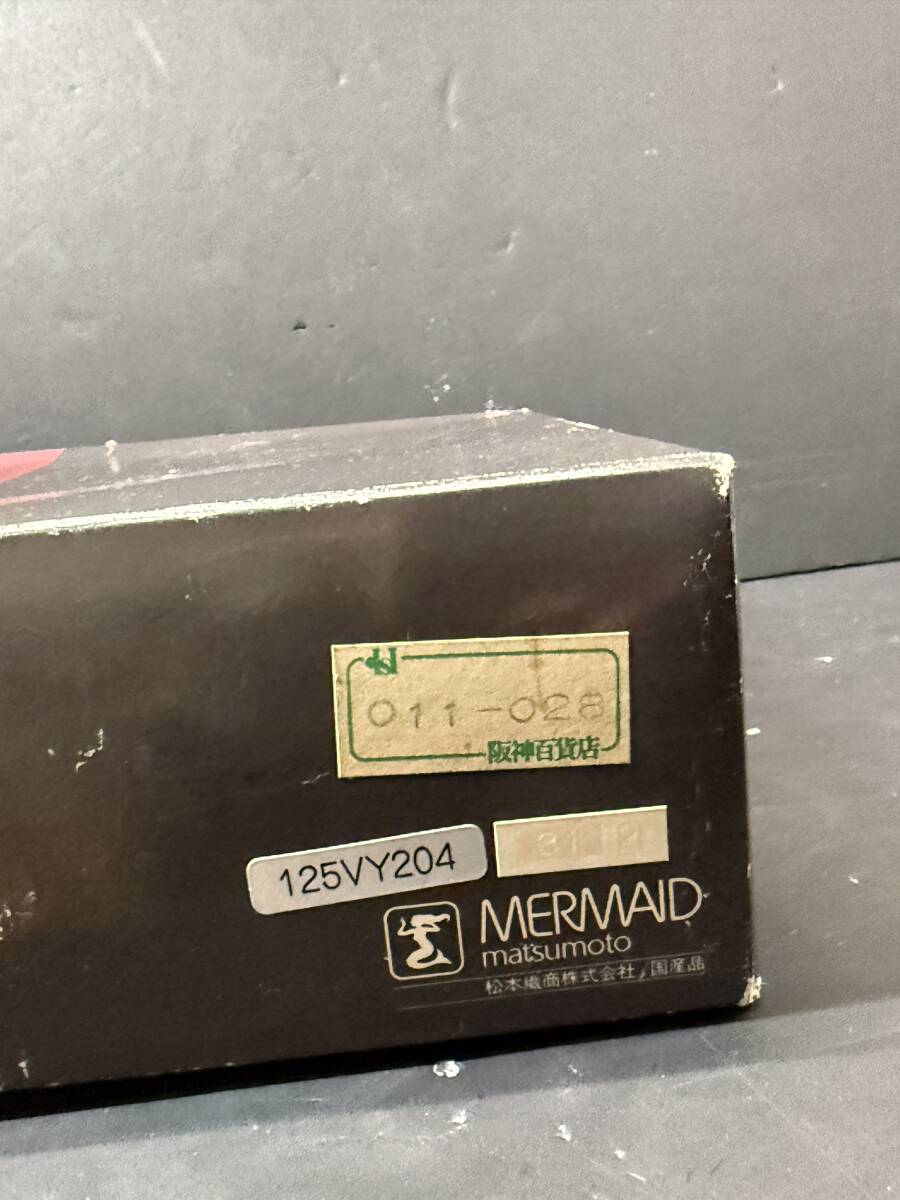 011-028
阪神百貨店
125VY204
MERMAID
matsumoto
松本織商株式会社/国産品